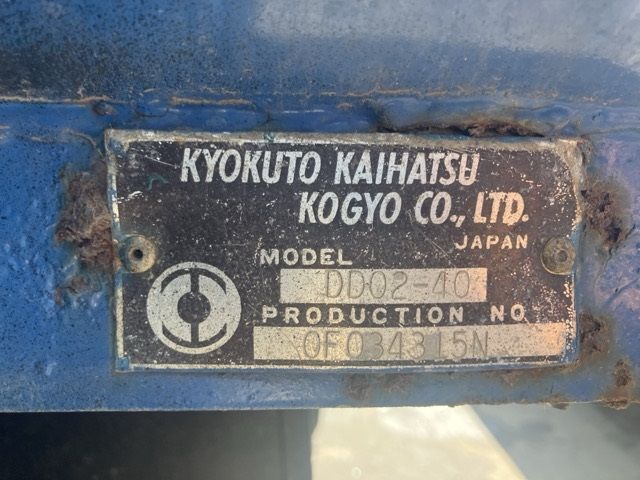 KYOKUTO KAIHATSU
KOGYO CO., LTD.
JAPAN
MODEL
DD02-40
PRODUCTION NO
0F034315N